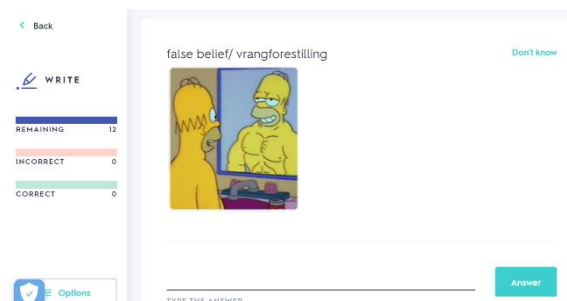 Back
WRITE
REMAINING 12
INCORRECT 0
CORRECT 0
Options
false belief/ vrangforestilling
Don't know
Answer
TYPE THE ANSWER